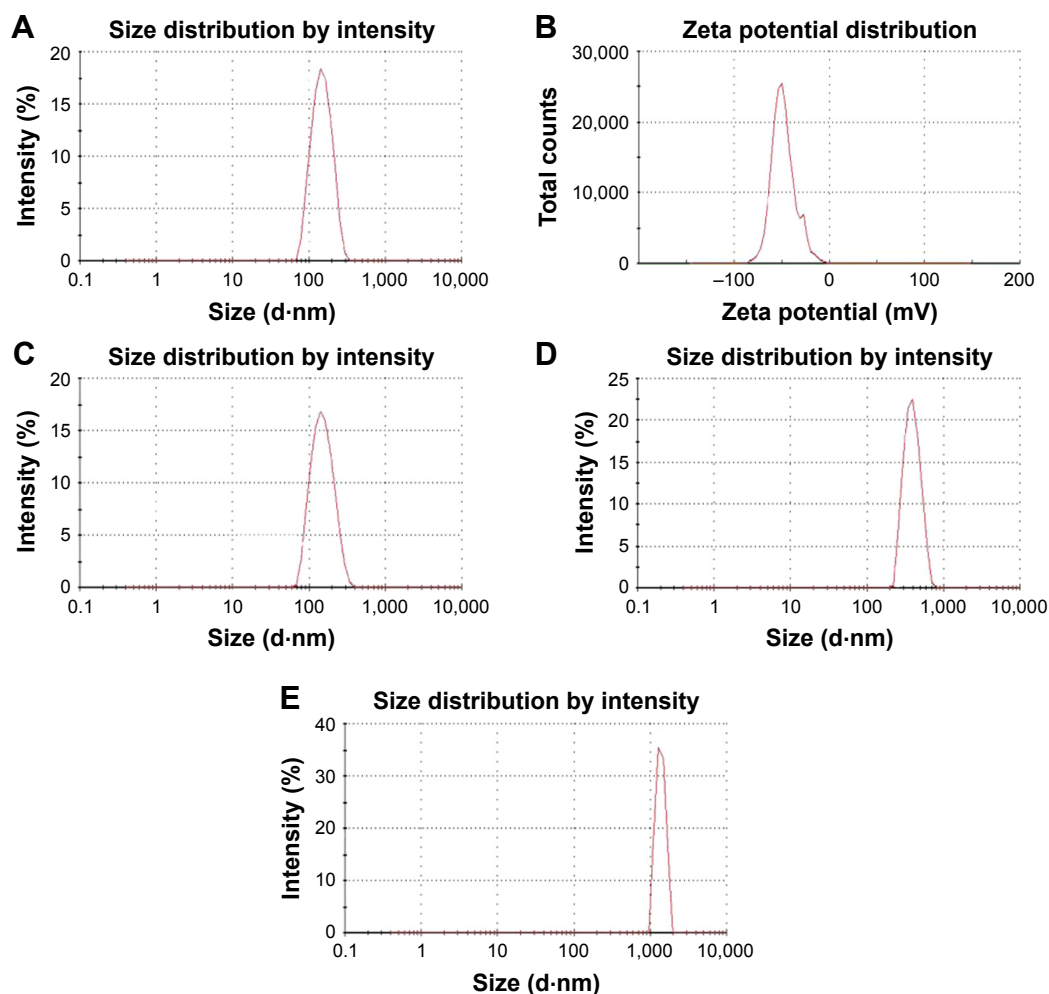 A
Size distribution by intensity
Intensity (%)
20
15
10
5
0
0.1 1 10 100 1,000 10,000
Size (d·nm)
B
Zeta potential distribution
Total counts
30,000
20,000
10,000
0
–100 0 100 200
Zeta potential (mV)
C
Size distribution by intensity
Intensity (%)
20
15
10
5
0
0.1 1 10 100 1,000 10,000
Size (d·nm)
D
Size distribution by intensity
Intensity (%)
25
20
15
10
5
0
0.1 1 10 100 1,000 10,000
Size (d·nm)
E
Size distribution by intensity
Intensity (%)
40
30
20
10
0
0.1 1 10 100 1,000 10,000
Size (d·nm)